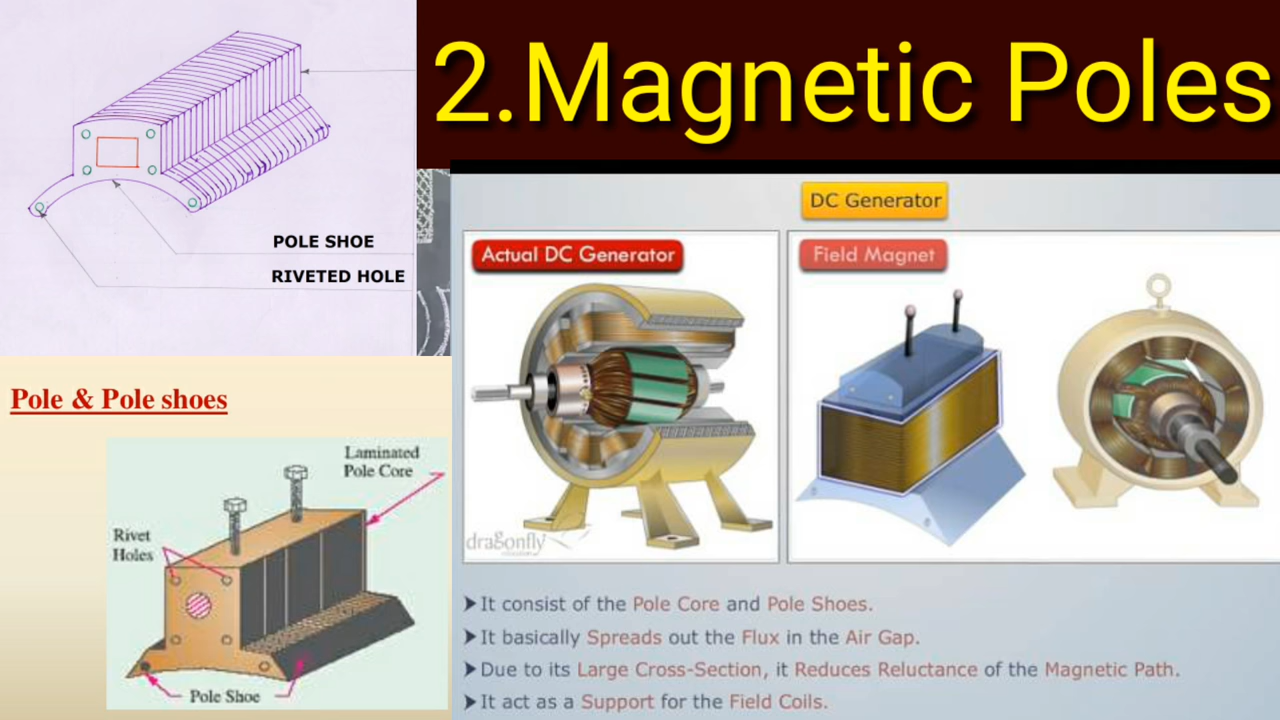 2.Magnetic Poles
POLE SHOE
RIVETED HOLE
DC Generator
Actual DC Generator
Field Magnet
dragonfly
Pole & Pole shoes
Laminated
Pole Core
Rivet
Holes
Pole Shoe
➤It consist of the Pole Core and Pole Shoes.
➤It basically Spreads out the Flux in the Air Gap.
➤Due to its Large Cross-Section, it Reduces Reluctance of the Magnetic Path.
➤It act as a Support for the Field Coils.